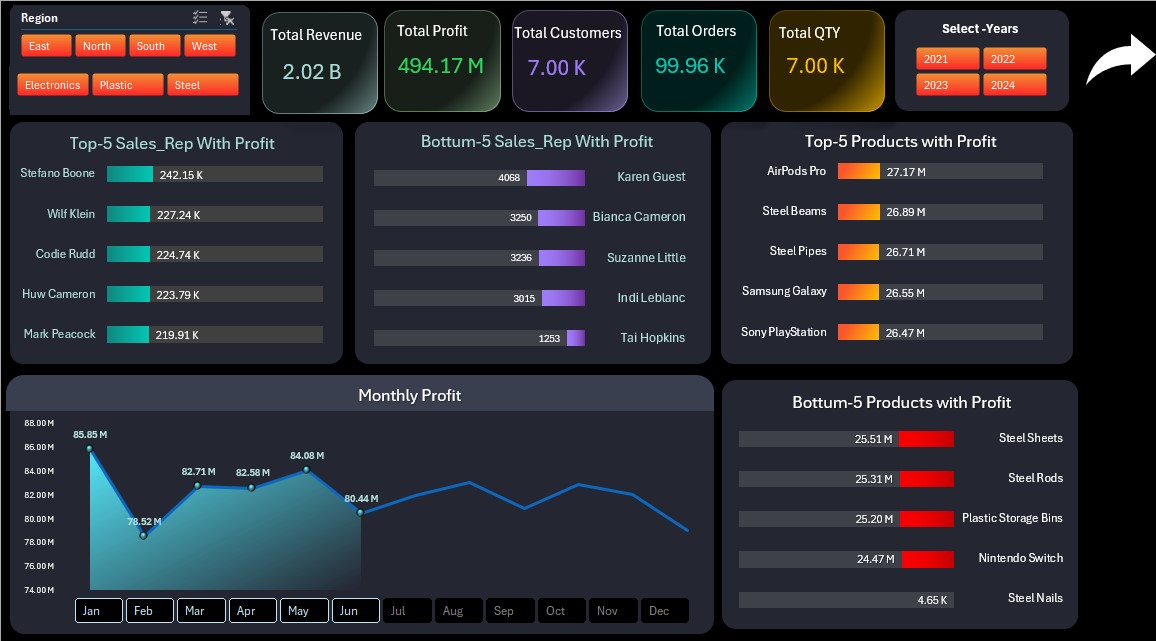 Region
East North South West
Electronics Plastic Steel
Total Revenue
2.02 B
Total Profit
494.17 M
Total Customers
7.00 K
Total Orders
99.96 K
Total QTY
7.00 K
Select -Years
2021 2022
2023 2024
Top-5 Sales_Rep With Profit
Stefano Boone 242.15 K
Wilf Klein 227.24 K
Codie Rudd 224.74 K
Huw Cameron 223.79 K
Mark Peacock 219.91 K
Bottum-5 Sales_Rep With Profit
4068 Karen Guest
3250 Bianca Cameron
3236 Suzanne Little
3015 Indi Leblanc
1253 Tai Hopkins
Top-5 Products with Profit
AirPods Pro 27.17 M
Steel Beams 26.89 M
Steel Pipes 26.71 M
Samsung Galaxy 26.55 M
Sony PlayStation 26.47 M
Monthly Profit
88.00 M
86.00 M
84.00 M
82.00 M
80.00 M
78.00 M
76.00 M
74.00 M
85.85 M
78.52 M
82.71 M
82.58 M
84.08 M
80.44 M
Jan Feb Mar Apr May Jun Jul Aug Sep Oct Nov Dec
Bottum-5 Products with Profit
25.51 M Steel Sheets
25.31 M Steel Rods
25.20 M Plastic Storage Bins
24.47 M Nintendo Switch
4.65 K Steel Nails